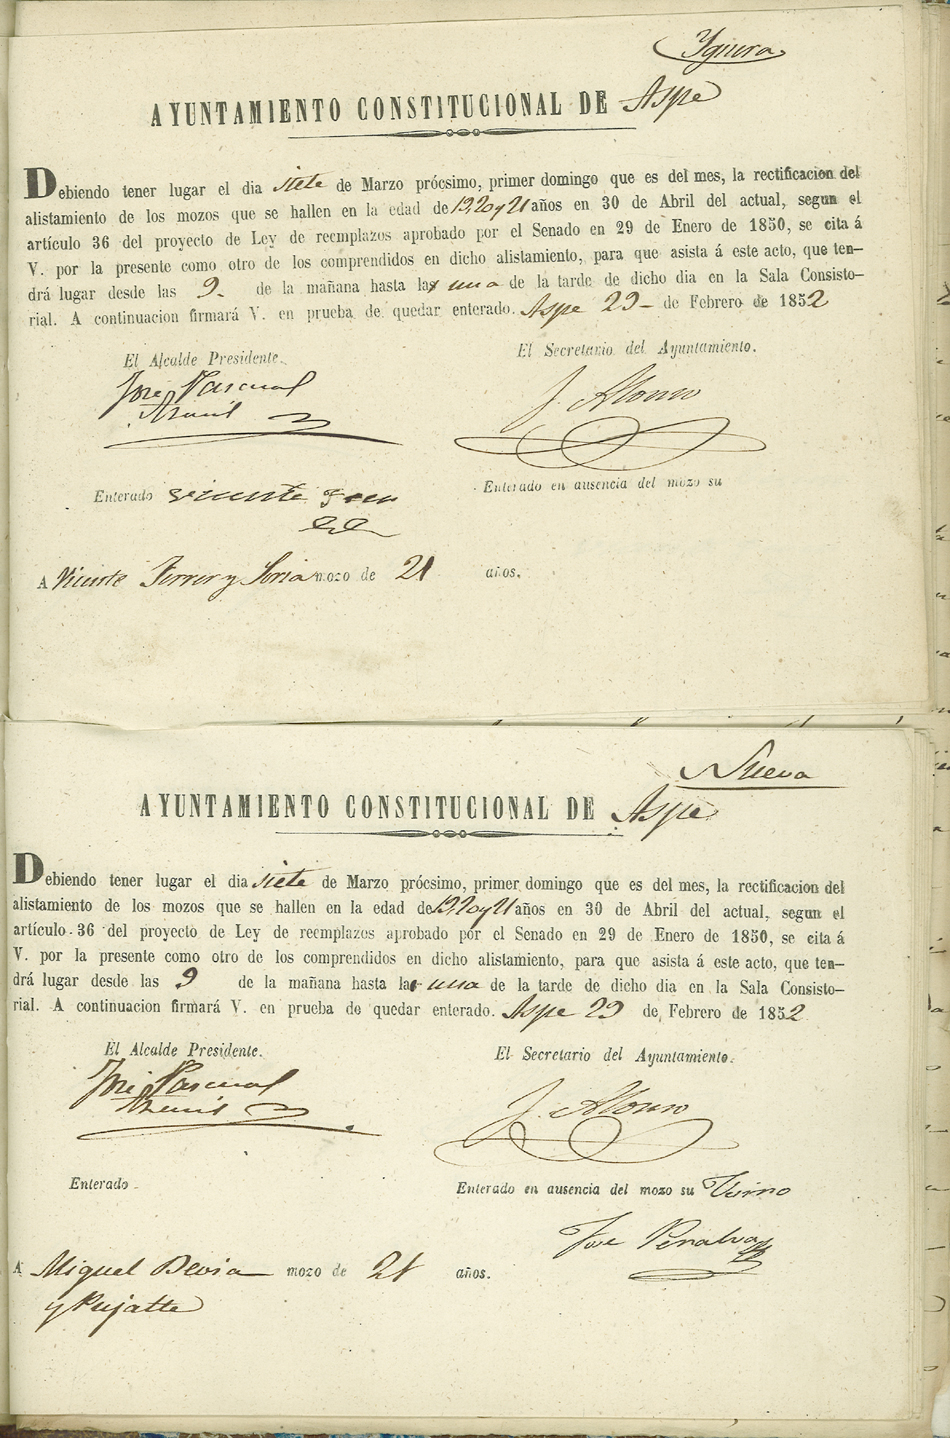 Yguera
AYUNTAMIENTO CONSTITUCIONAL DE Aspe
Debiendo tener lugar el dia siete de Marzo prócsimo, primer domingo que es del mes, la rectificacion del
alistamiento de los mozos que se hallen en la edad de 19, 20 y 21 años en 30 de Abril del actual, segun el
artículo 36 del proyecto de Ley de reemplazos aprobado por el Senado en 29 de Enero de 1850, se cita á
V. por la presente como otro de los comprendidos en dicho alistamiento, para que asista á este acto, que ten-
drá lugar desde las 9 de la mañana hasta la una de la tarde de dicho dia en la Sala Consisto-
rial. A continuacion firmará V. en prueba de quedar enterado. Aspe 29 de Febrero de 1852
El Alcalde Presidente.
El Secretario del Ayuntamiento.
José Pascual
J. Alonso
Enterado vicente
Enterado en ausencia del mozo su
A Vicente Ferrer y Soria mozo de 21 años.
Nueva
AYUNTAMIENTO CONSTITUCIONAL DE Aspe
Debiendo tener lugar el dia siete de Marzo prócsimo, primer domingo que es del mes, la rectificacion del
alistamiento de los mozos que se hallen en la edad de 19, 20 y 21 años en 30 de Abril del actual, segun el
artículo 36 del proyecto de Ley de reemplazos aprobado por el Senado en 29 de Enero de 1850, se cita á
V. por la presente como otro de los comprendidos en dicho alistamiento, para que asista á este acto, que ten-
drá lugar desde las 9 de la mañana hasta la una de la tarde de dicho dia en la Sala Consisto-
rial. A continuacion firmará V. en prueba de quedar enterado. Aspe 29 de Febrero de 1852
El Alcalde Presidente.
El Secretario del Ayuntamiento.
José Pascual
J. Alonso
Enterado
Enterado en ausencia del mozo su
Jose Penalva
A Miguel Bevia mozo de 21 años.
y Pujalte